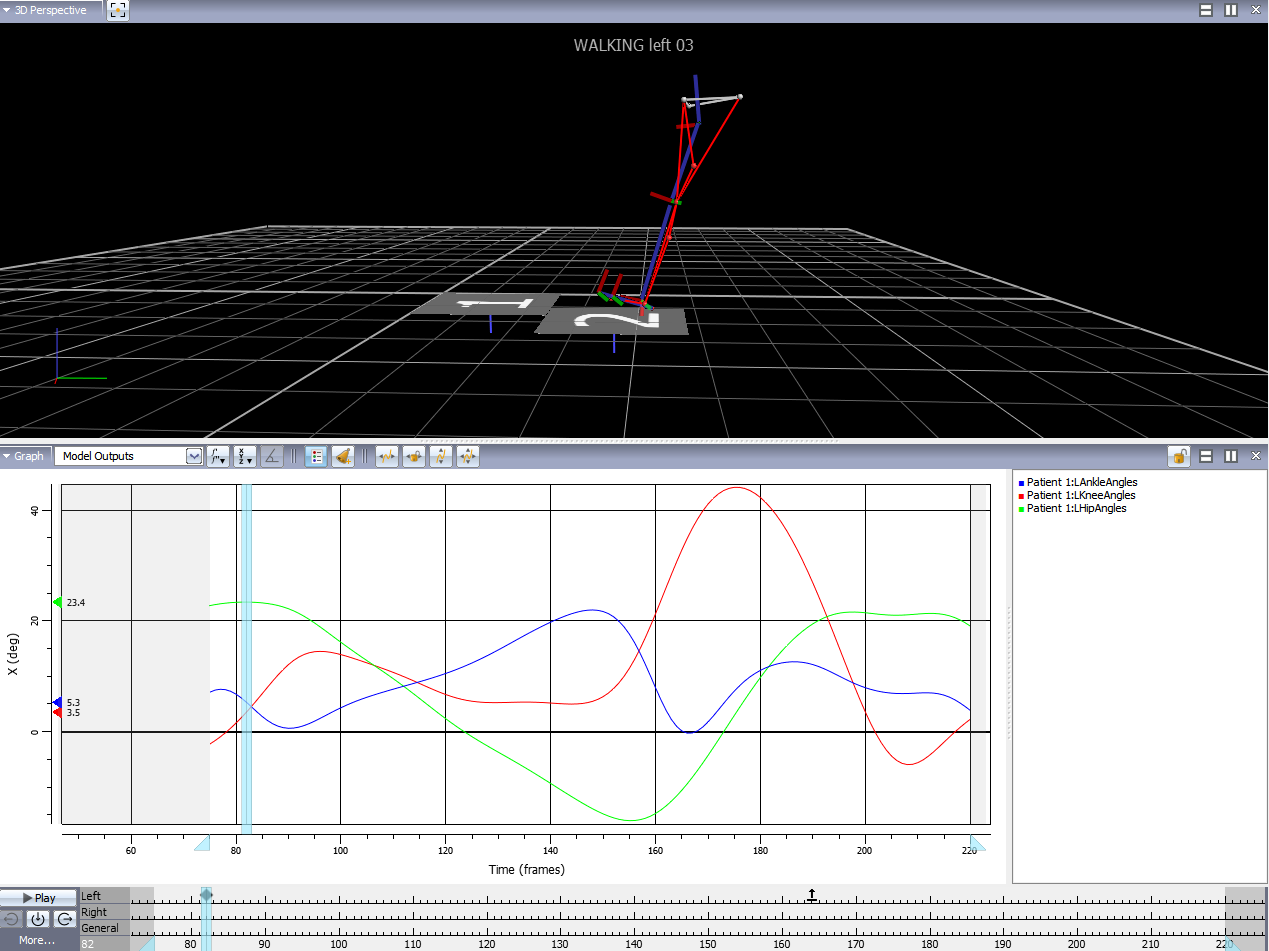 3D Perspective
WALKING left 03
1
2
Graph
Model Outputs
X
Y
Z
Patient 1:LAnkleAngles
Patient 1:LKneeAngles
Patient 1:LHipAngles
40
20
0
X (deg)
23.4
5.3
3.5
60 80 100 120 140 160 180 200 220
Time (frames)
Play
Left
Right
General
More...
82
80 90 100 110 120 130 140 150 160 170 180 190 200 210 220